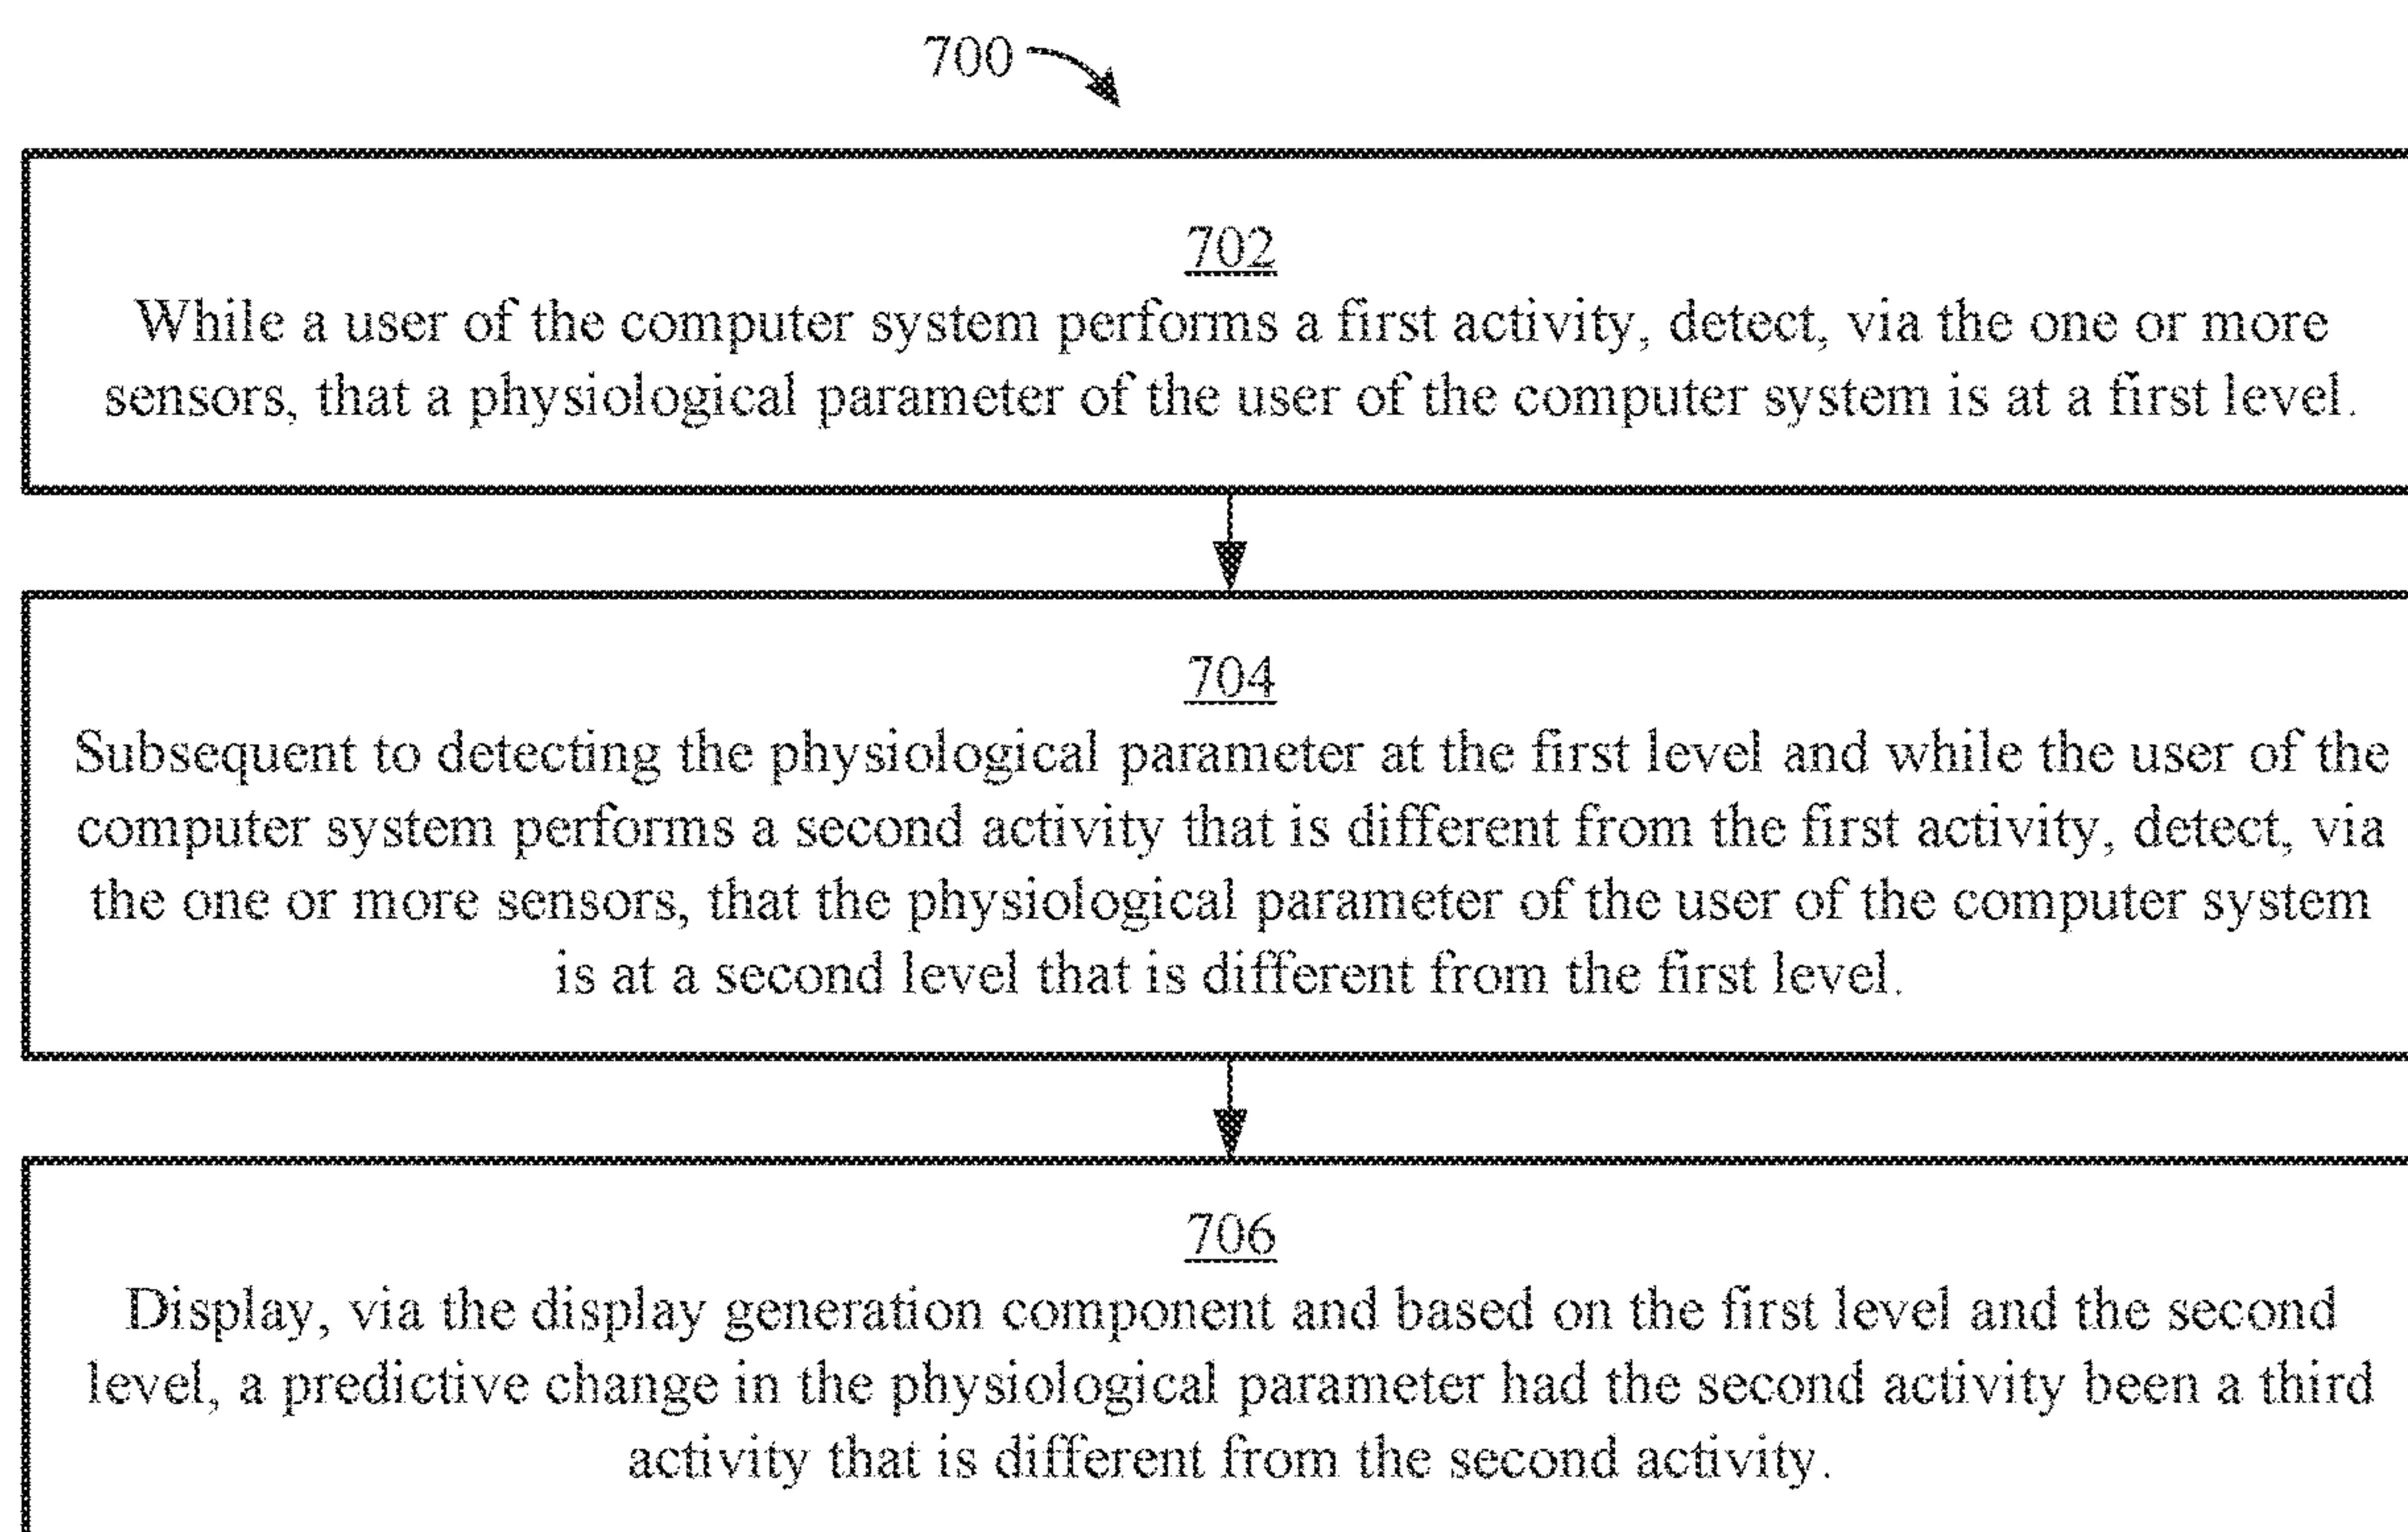 700
702
While a user of the computer system performs a first activity, detect, via the one or more
sensors, that a physiological parameter of the user of the computer system is at a first level.
704
Subsequent to detecting the physiological parameter at the first level and while the user of the
computer system performs a second activity that is different from the first activity, detect, via
the one or more sensors, that the physiological parameter of the user of the computer system
is at a second level that is different from the first level.
706
Display, via the display generation component and based on the first level and the second
level, a predictive change in the physiological parameter had the second activity been a third
activity that is different from the second activity.